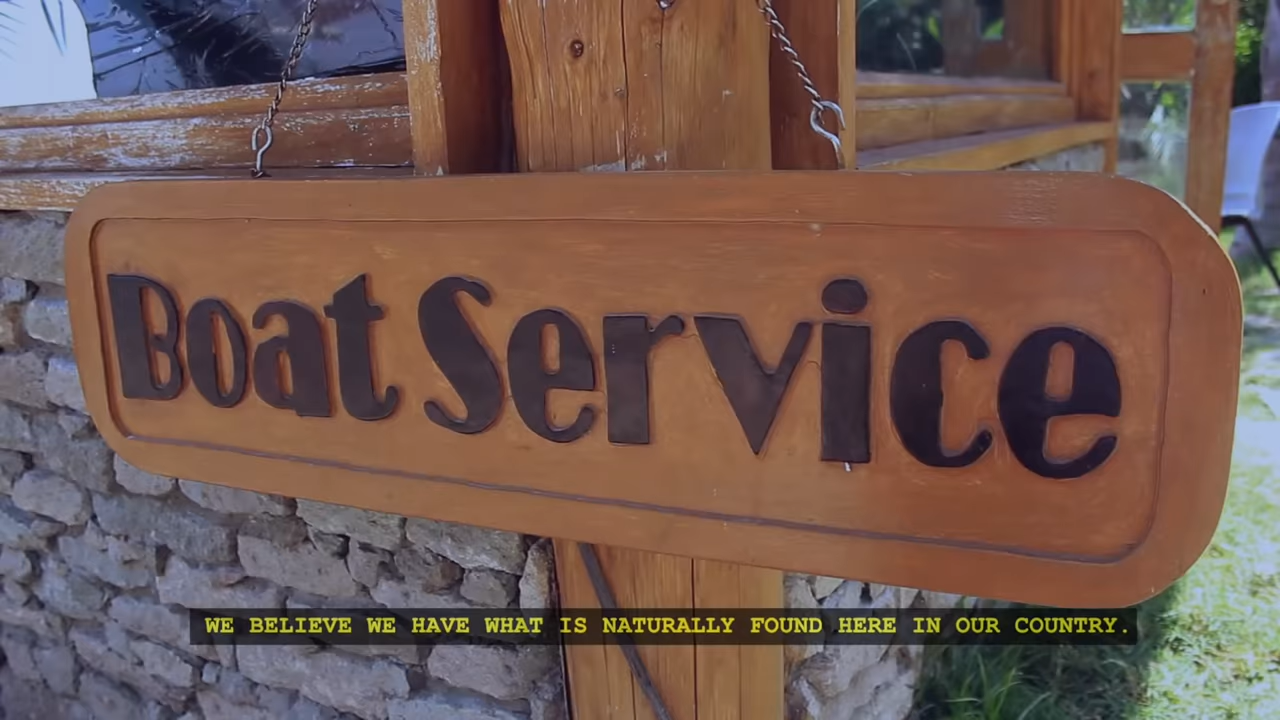 Boat Service
WE BELIEVE WE HAVE WHAT IS NATURALLY FOUND HERE IN OUR COUNTRY.